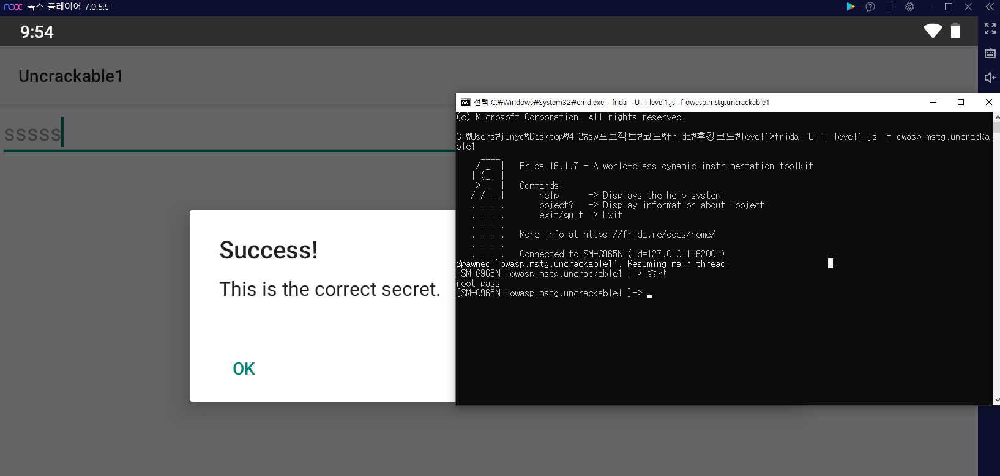 nox 녹스 플레이어 7.0.5.9
9:54
Uncrackable1
sssss
Success!
This is the correct secret.
OK
선택 C:₩Windows₩System32₩cmd.exe - frida -U -l level1.js -f owasp.mstg.uncrackable1
(c) Microsoft Corporation. All rights reserved.
C:₩Users₩junyo₩Desktop₩4-2₩sw프로젝트₩코드₩frida₩후킹코드₩level1>frida -U -l level1.js -f owasp.mstg.uncracka
ble1
Frida 16.1.7 - A world-class dynamic instrumentation toolkit
Commands:
help -> Displays the help system
object? -> Display information about 'object'
exit/quit -> Exit
More info at https://frida.re/docs/home/
Connected to SM-G965N (id=127.0.0.1:62001)
Spawned `owasp.mstg.uncrackable1`. Resuming main thread!
[SM-G965N::owasp.mstg.uncrackable1 ]-> 중간
root pass
[SM-G965N::owasp.mstg.uncrackable1 ]->